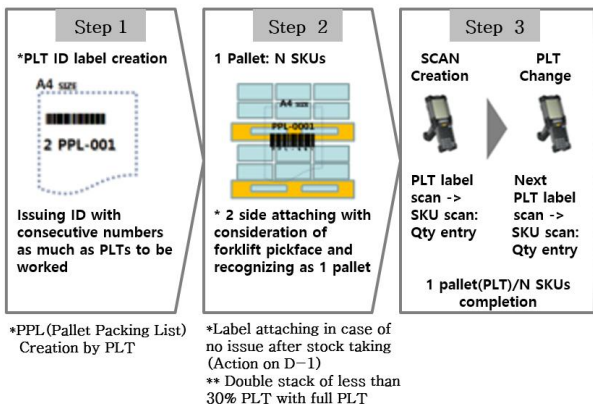 Step 1
*PLT ID label creation
A4 SIZE
2 PPL-001
Issuing ID with
consecutive numbers
as much as PLTs to be
worked
*PPL(Pallet Packing List)
Creation by PLT
Step 2
1 Pallet: N SKUs
A4 SIZE
PPL-0001
* 2 side attaching with
consideration of
forklift pickface and
recognizing as 1 pallet
*Label attaching in case of
no issue after stock taking
(Action on D-1)
** Double stack of less than
30% PLT with full PLT
Step 3
SCAN
Creation
PLT
Change
PLT label
scan ->
SKU scan:
Qty entry
Next
PLT label
scan ->
SKU scan:
Qty entry
1 pallet(PLT)/N SKUs
completion